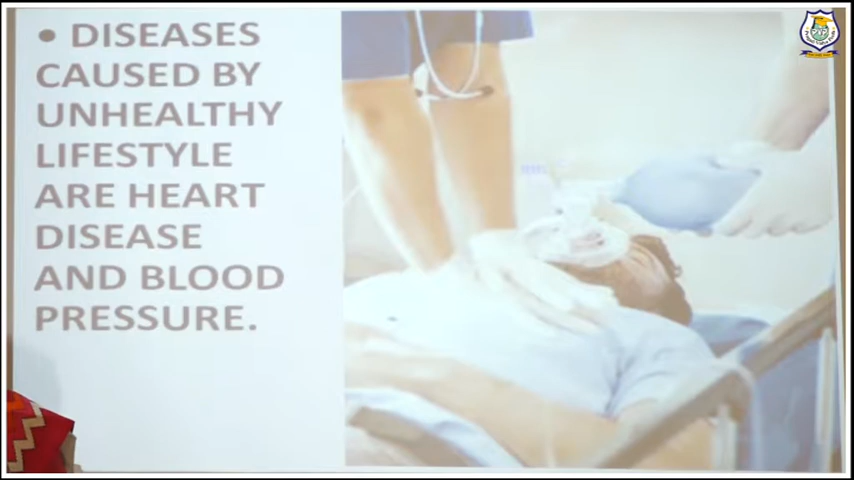 • DISEASES
CAUSED BY
UNHEALTHY
LIFESTYLE
ARE HEART
DISEASE
AND BLOOD
PRESSURE.